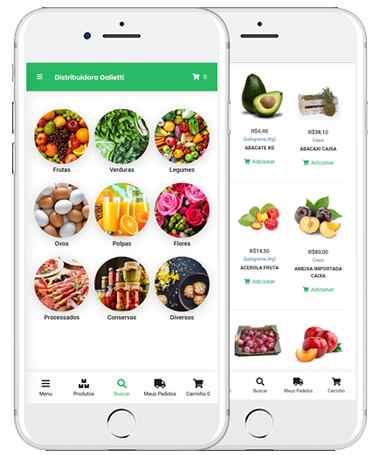 Distribuidora Galietti
0
Frutas
Verduras
Legumes
Ovos
Polpas
Flores
Processados
Conservas
Diversos
Menu
Produtos
Buscar
Meus Pedidos
Carrinho 0
R$4,40
Quilograma (Kg)
ABACATE KG
Adicionar
R$38,10
Caixa
ABACAXI CAIXA
Adicionar
R$14,50
Quilograma (Kg)
ACEROLA FRUTA
Adicionar
R$80,00
Caixa
AMEIXA IMPORTADA
CAIXA
Adicionar
Buscar
Meus Pedidos
Carrinho